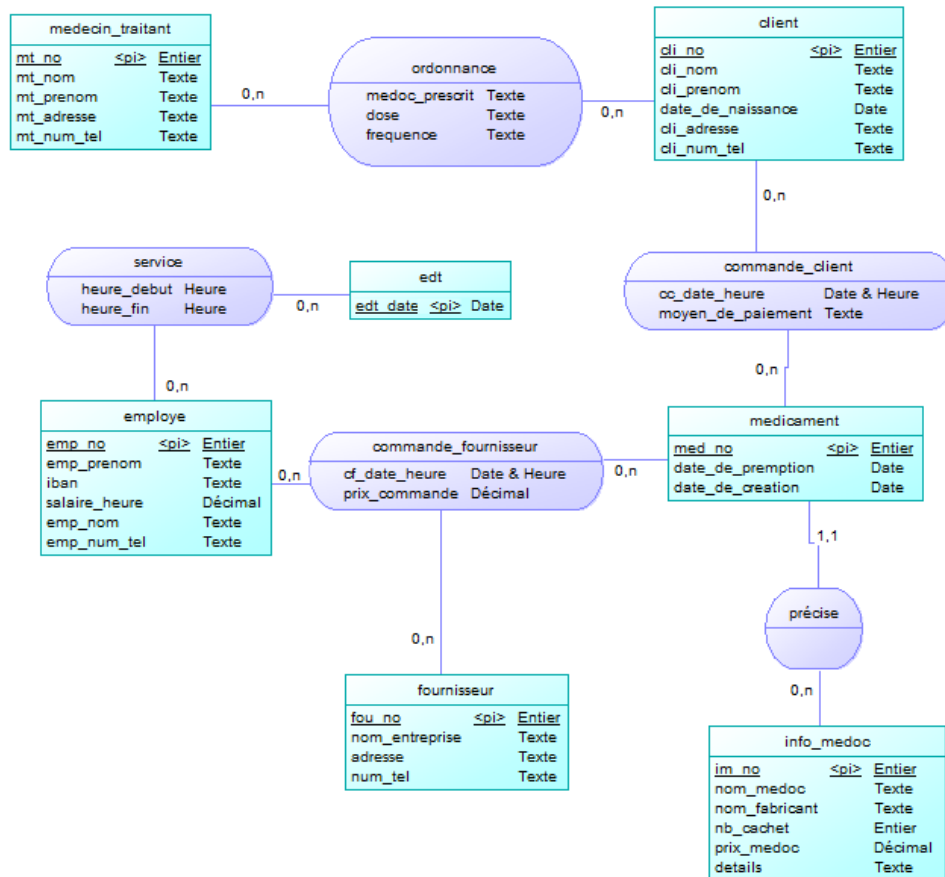 medecin_traitant
mt_no <pi> Entier
mt_nom Texte
mt_prenom Texte
mt_adresse Texte
mt_num_tel Texte
0,n
ordonnance
medoc_prescrit Texte
dose Texte
frequence Texte
0,n
client
cli_no <pi> Entier
cli_nom Texte
cli_prenom Texte
date_de_naissance Date
cli_adresse Texte
cli_num_tel Texte
0,n
service
heure_debut Heure
heure_fin Heure
0,n
edt
edt_date <pi> Date
commande_client
cc_date_heure Date & Heure
moyen_de_paiement Texte
0,n
0,n
employe
emp_no <pi> Entier
emp_prenom Texte
iban Texte
salaire_heure Décimal
emp_nom Texte
emp_num_tel Texte
0,n
commande_fournisseur
cf_date_heure Date & Heure
prix_commande Décimal
0,n
medicament
med_no <pi> Entier
date_de_premption Date
date_de_creation Date
1,1
précise
0,n
0,n
fournisseur
fou_no <pi> Entier
nom_entreprise Texte
adresse Texte
num_tel Texte
info_medoc
im_no <pi> Entier
nom_medoc Texte
nom_fabricant Texte
nb_cachet Entier
prix_medoc Décimal
details Texte